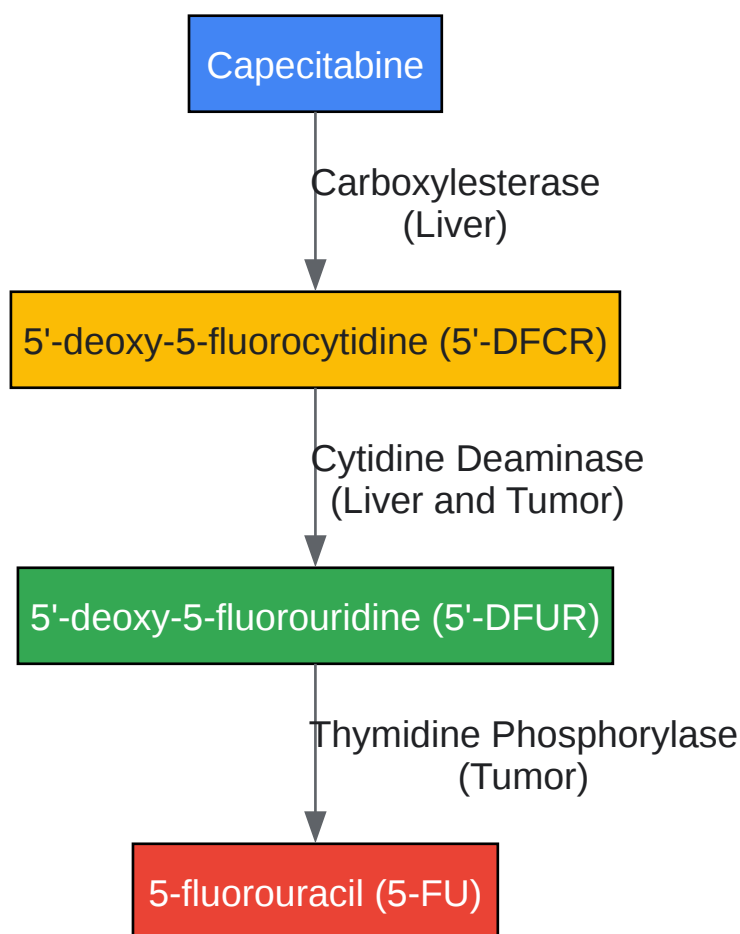 Capecitabine
Carboxylesterase
(Liver)
5'-deoxy-5-fluorocytidine (5'-DFCR)
Cytidine Deaminase
(Liver and Tumor)
5'-deoxy-5-fluorouridine (5'-DFUR)
Thymidine Phosphorylase
(Tumor)
5-fluorouracil (5-FU)